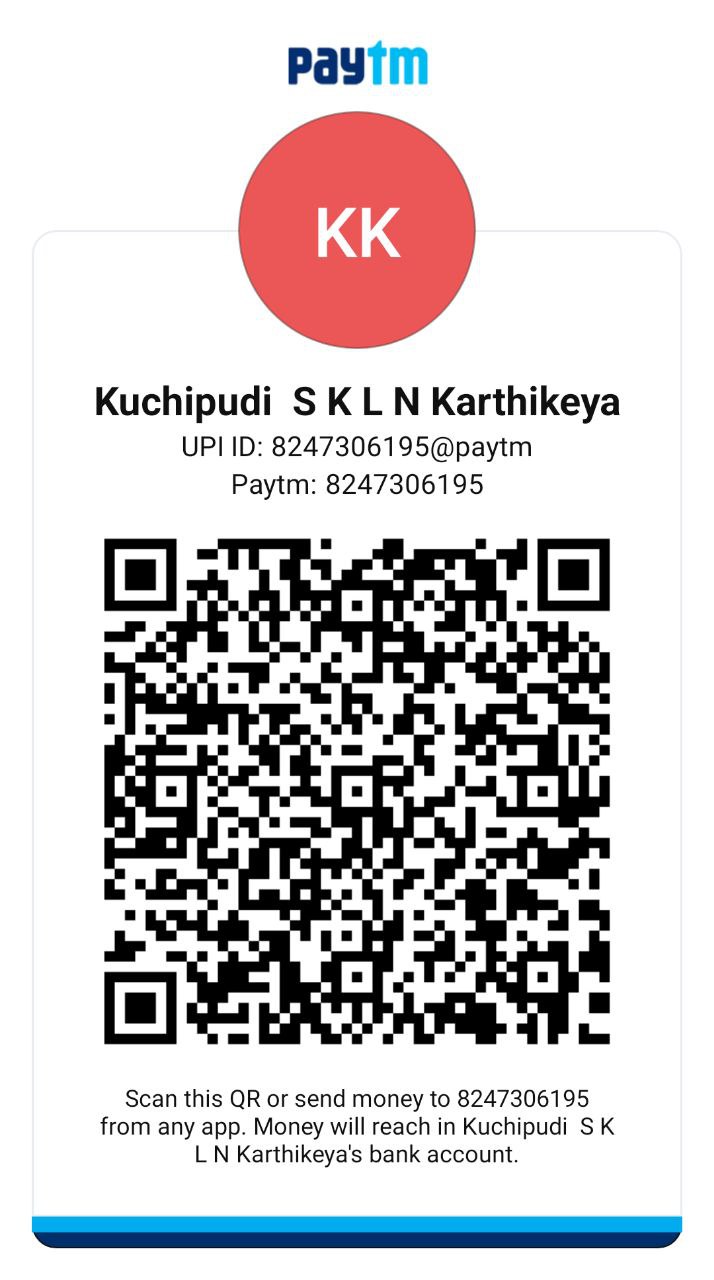 paytm
KK
Kuchipudi  S K L N Karthikeya
UPI ID: 8247306195@paytm
Paytm: 8247306195
Scan this QR or send money to 8247306195
from any app. Money will reach in Kuchipudi  S K
L N Karthikeya's bank account.